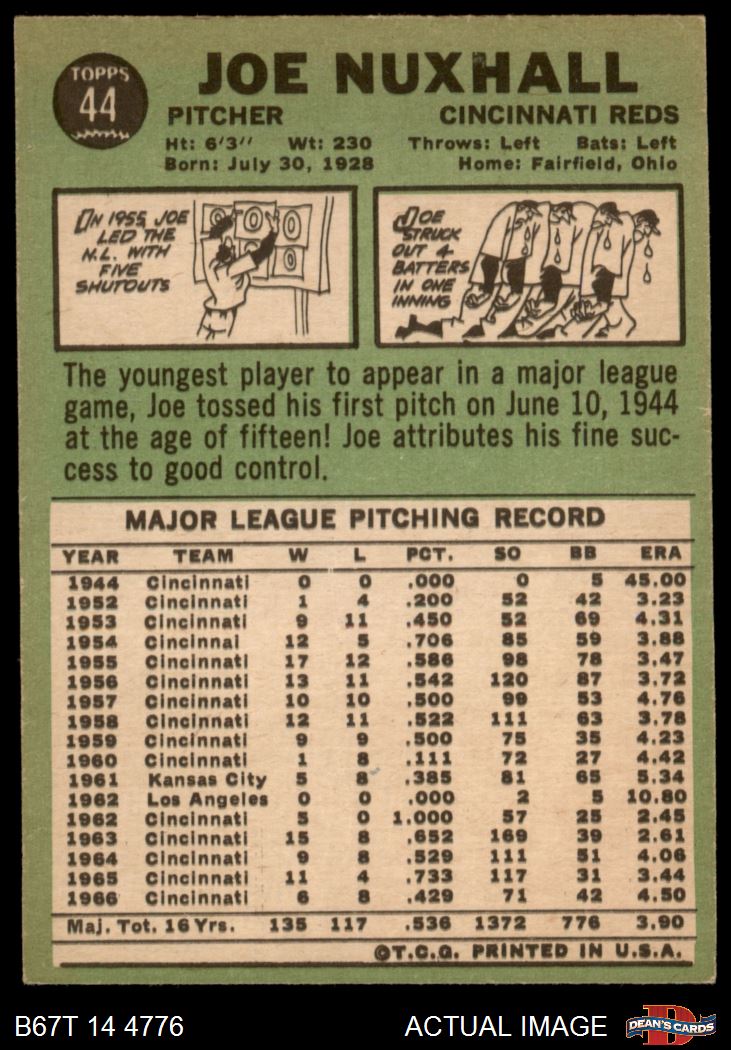 TOPPS
44
JOE NUXHALL
PITCHER CINCINNATI REDS
Ht: 6'3" Wt: 230 Throws: Left Bats: Left
Born: July 30, 1928 Home: Fairfield, Ohio
IN 1955, JOE
LED THE
N.L. WITH
FIVE
SHUTOUTS
0 0 0
0
JOE
STRUCK
OUT 4
BATTERS
IN ONE
INNING
The youngest player to appear in a major league
game, Joe tossed his first pitch on June 10, 1944
at the age of fifteen! Joe attributes his fine suc-
cess to good control.
MAJOR LEAGUE PITCHING RECORD
YEAR TEAM W L PCT. SO BB ERA
1944 Cincinnati 0 0 .000 0 5 45.00
1952 Cincinnati 1 4 .200 52 42 3.23
1953 Cincinnati 9 11 .450 52 69 4.31
1954 Cincinnai 12 5 .706 85 59 3.88
1955 Cincinnati 17 12 .586 98 78 3.47
1956 Cincinnati 13 11 .542 120 87 3.72
1957 Cincinnati 10 10 .500 99 53 4.76
1958 Cincinnati 12 11 .522 111 63 3.78
1959 Cincinnati 9 9 .500 75 35 4.23
1960 Cincinnati 1 8 .111 72 27 4.42
1961 Kansas City 5 8 .385 81 65 5.34
1962 Los Angeles 0 0 .000 2 5 10.80
1962 Cincinnati 5 0 1.000 57 25 2.45
1963 Cincinnati 15 8 .652 169 39 2.61
1964 Cincinnati 9 8 .529 111 51 4.06
1965 Cincinnati 11 4 .733 117 31 3.44
1966 Cincinnati 6 8 .429 71 42 4.50
Maj. Tot. 16 Yrs. 135 117 .536 1372 776 3.90
©T.C.G. PRINTED IN U.S.A.
B67T 14 4776 ACTUAL IMAGE D DEAN'S CARDS